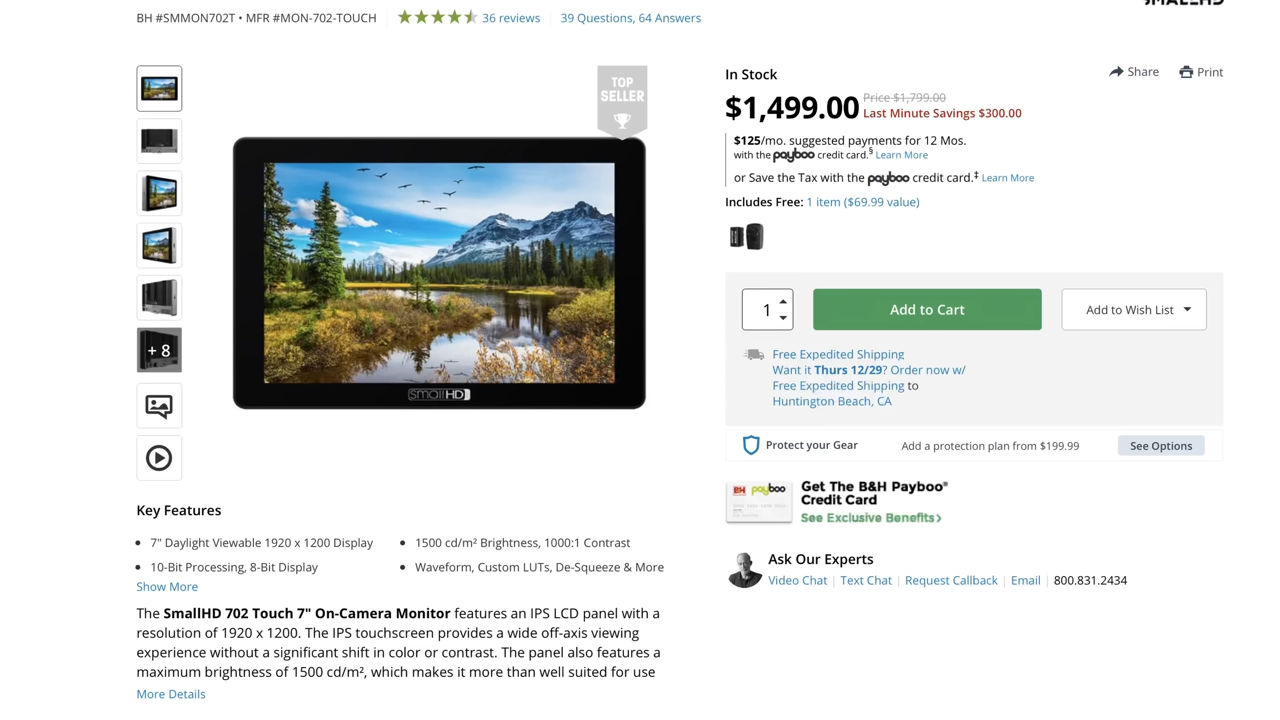 BH #SMMON702T • MFR #MON-702-TOUCH
36 reviews
39 Questions, 64 Answers
SMALLHD
TOP
SELLER
smallHD
+ 8
In Stock
Share
Print
$1,499.00 Price $1,799.00
Last Minute Savings $300.00
$125/mo. suggested payments for 12 Mos.
with the payboo credit card.§ Learn More
or Save the Tax with the payboo credit card.‡ Learn More
Includes Free: 1 item ($69.99 value)
1
Add to Cart
Add to Wish List
Free Expedited Shipping
Want it Thurs 12/29? Order now w/
Free Expedited Shipping to
Huntington Beach, CA
Protect your Gear
Add a protection plan from $199.99
See Options
BH payboo
Get The B&H Payboo®
Credit Card
See Exclusive Benefits›
Ask Our Experts
Video Chat | Text Chat | Request Callback | Email | 800.831.2434
Key Features
7" Daylight Viewable 1920 x 1200 Display
1500 cd/m² Brightness, 1000:1 Contrast
10-Bit Processing, 8-Bit Display
Waveform, Custom LUTs, De-Squeeze & More
Show More
The SmallHD 702 Touch 7" On-Camera Monitor features an IPS LCD panel with a
resolution of 1920 x 1200. The IPS touchscreen provides a wide off-axis viewing
experience without a significant shift in color or contrast. The panel also features a
maximum brightness of 1500 cd/m², which makes it more than well suited for use
More Details